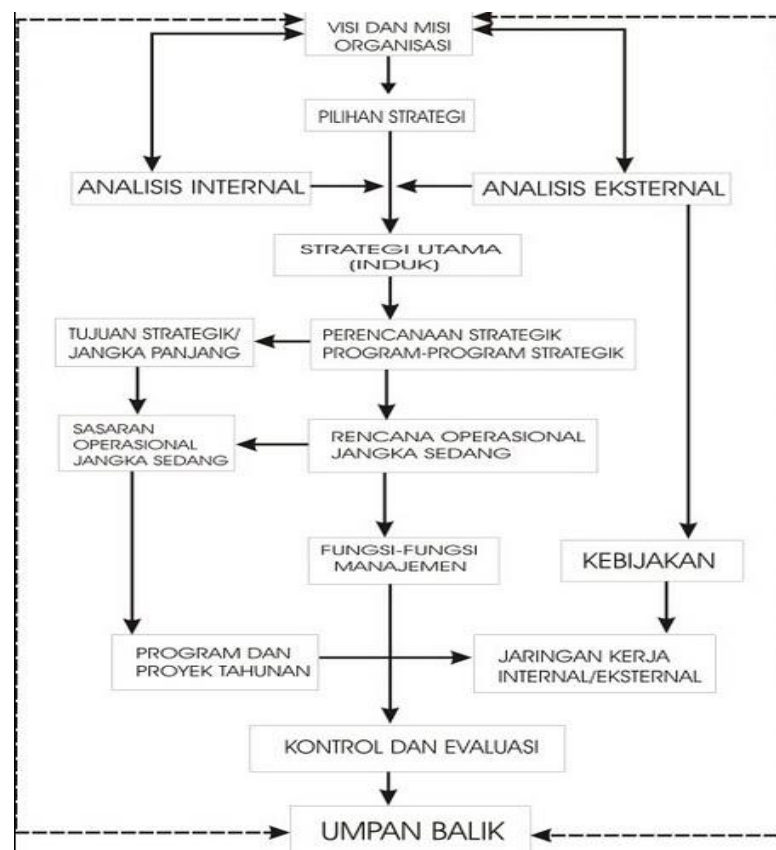 VISI DAN MISI
ORGANISASI
PILIHAN STRATEGI
ANALISIS INTERNAL
ANALISIS EKSTERNAL
STRATEGI UTAMA
(INDUK)
TUJUAN STRATEGIK/
JANGKA PANJANG
PERENCANAAN STRATEGIK
PROGRAM-PROGRAM STRATEGIK
SASARAN
OPERASIONAL
JANGKA SEDANG
RENCANA OPERASIONAL
JANGKA SEDANG
FUNGSI-FUNGSI
MANAJEMEN
KEBIJAKAN
PROGRAM DAN
PROYEK TAHUNAN
JARINGAN KERJA
INTERNAL/EKSTERNAL
KONTROL DAN EVALUASI
UMPAN BALIK